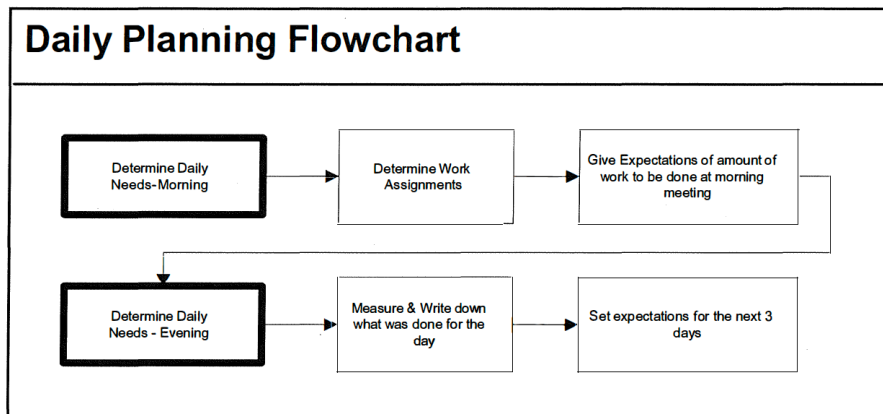 Daily Planning Flowchart
Determine Daily
Needs-Morning
Determine Work
Assignments
Give Expectations of amount of
work to be done at morning
meeting
Determine Daily
Needs - Evening
Measure & Write down
what was done for the
day
Set expectations for the next 3
days